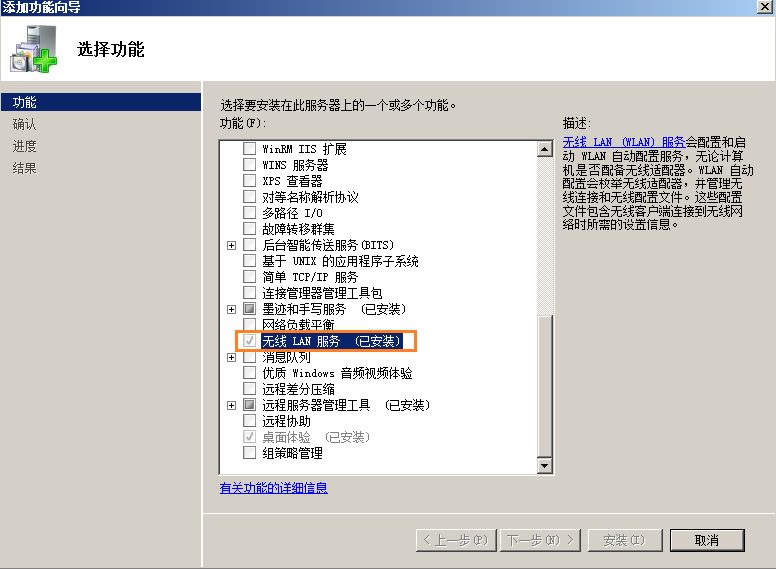 添加功能向导
选择功能
功能
确认
进度
结果
选择要安装在此服务器上的一个或多个功能。
功能(F):
WinRM IIS 扩展
WINS 服务器
XPS 查看器
对等名称解析协议
多路径 I/O
故障转移群集
后台智能传送服务(BITS)
基于 UNIX 的应用程序子系统
简单 TCP/IP 服务
连接管理器管理工具包
墨迹和手写服务 (已安装)
网络负载平衡
无线 LAN 服务 (已安装)
消息队列
优质 Windows 音频视频体验
远程差分压缩
远程服务器管理工具 (已安装)
远程协助
桌面体验 (已安装)
组策略管理
有关功能的详细信息
描述:
无线 LAN (WLAN) 服务会配置和启
动 WLAN 自动配置服务，无论计算
机是否配备无线适配器。WLAN 自动
配置会枚举无线适配器，并管理无
线连接和无线配置文件。这些配置
文件包含无线客户端连接到无线网
络时所需的设置信息。
< 上一步(P)
下一步(N) >
安装(I)
取消